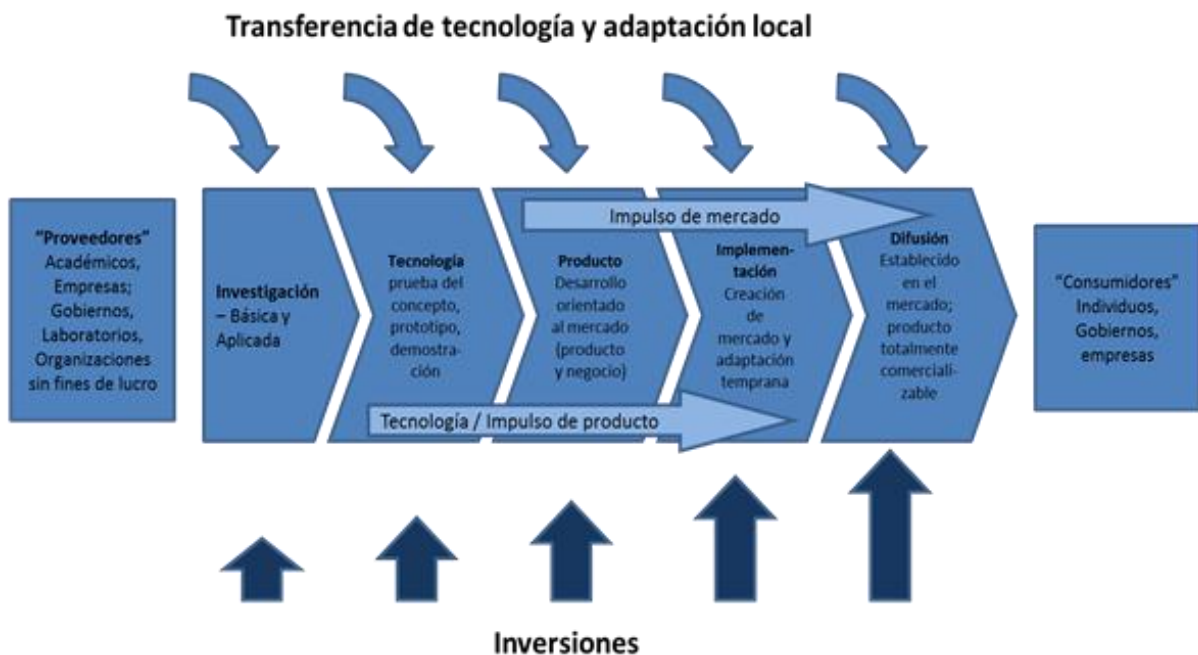 Transferencia de tecnología y adaptación local
"Proveedores"
Académicos,
Empresas;
Gobiernos,
Laboratorios,
Organizaciones
sin fines de lucro
Investigación
– Básica y
Aplicada
Tecnología
prueba del
concepto,
prototipo,
demostra-
ción
Producto
Desarrollo
orientado
al mercado
(producto
y negocio)
Impulso de mercado
Implemen-
tación
Creación
de
mercado y
adaptación
temprana
Difusión
Establecido
en el
mercado;
producto
totalmente
comerciali-
zable
Tecnología / Impulso de producto
"Consumidores"
Individuos,
Gobiernos,
empresas
Inversiones